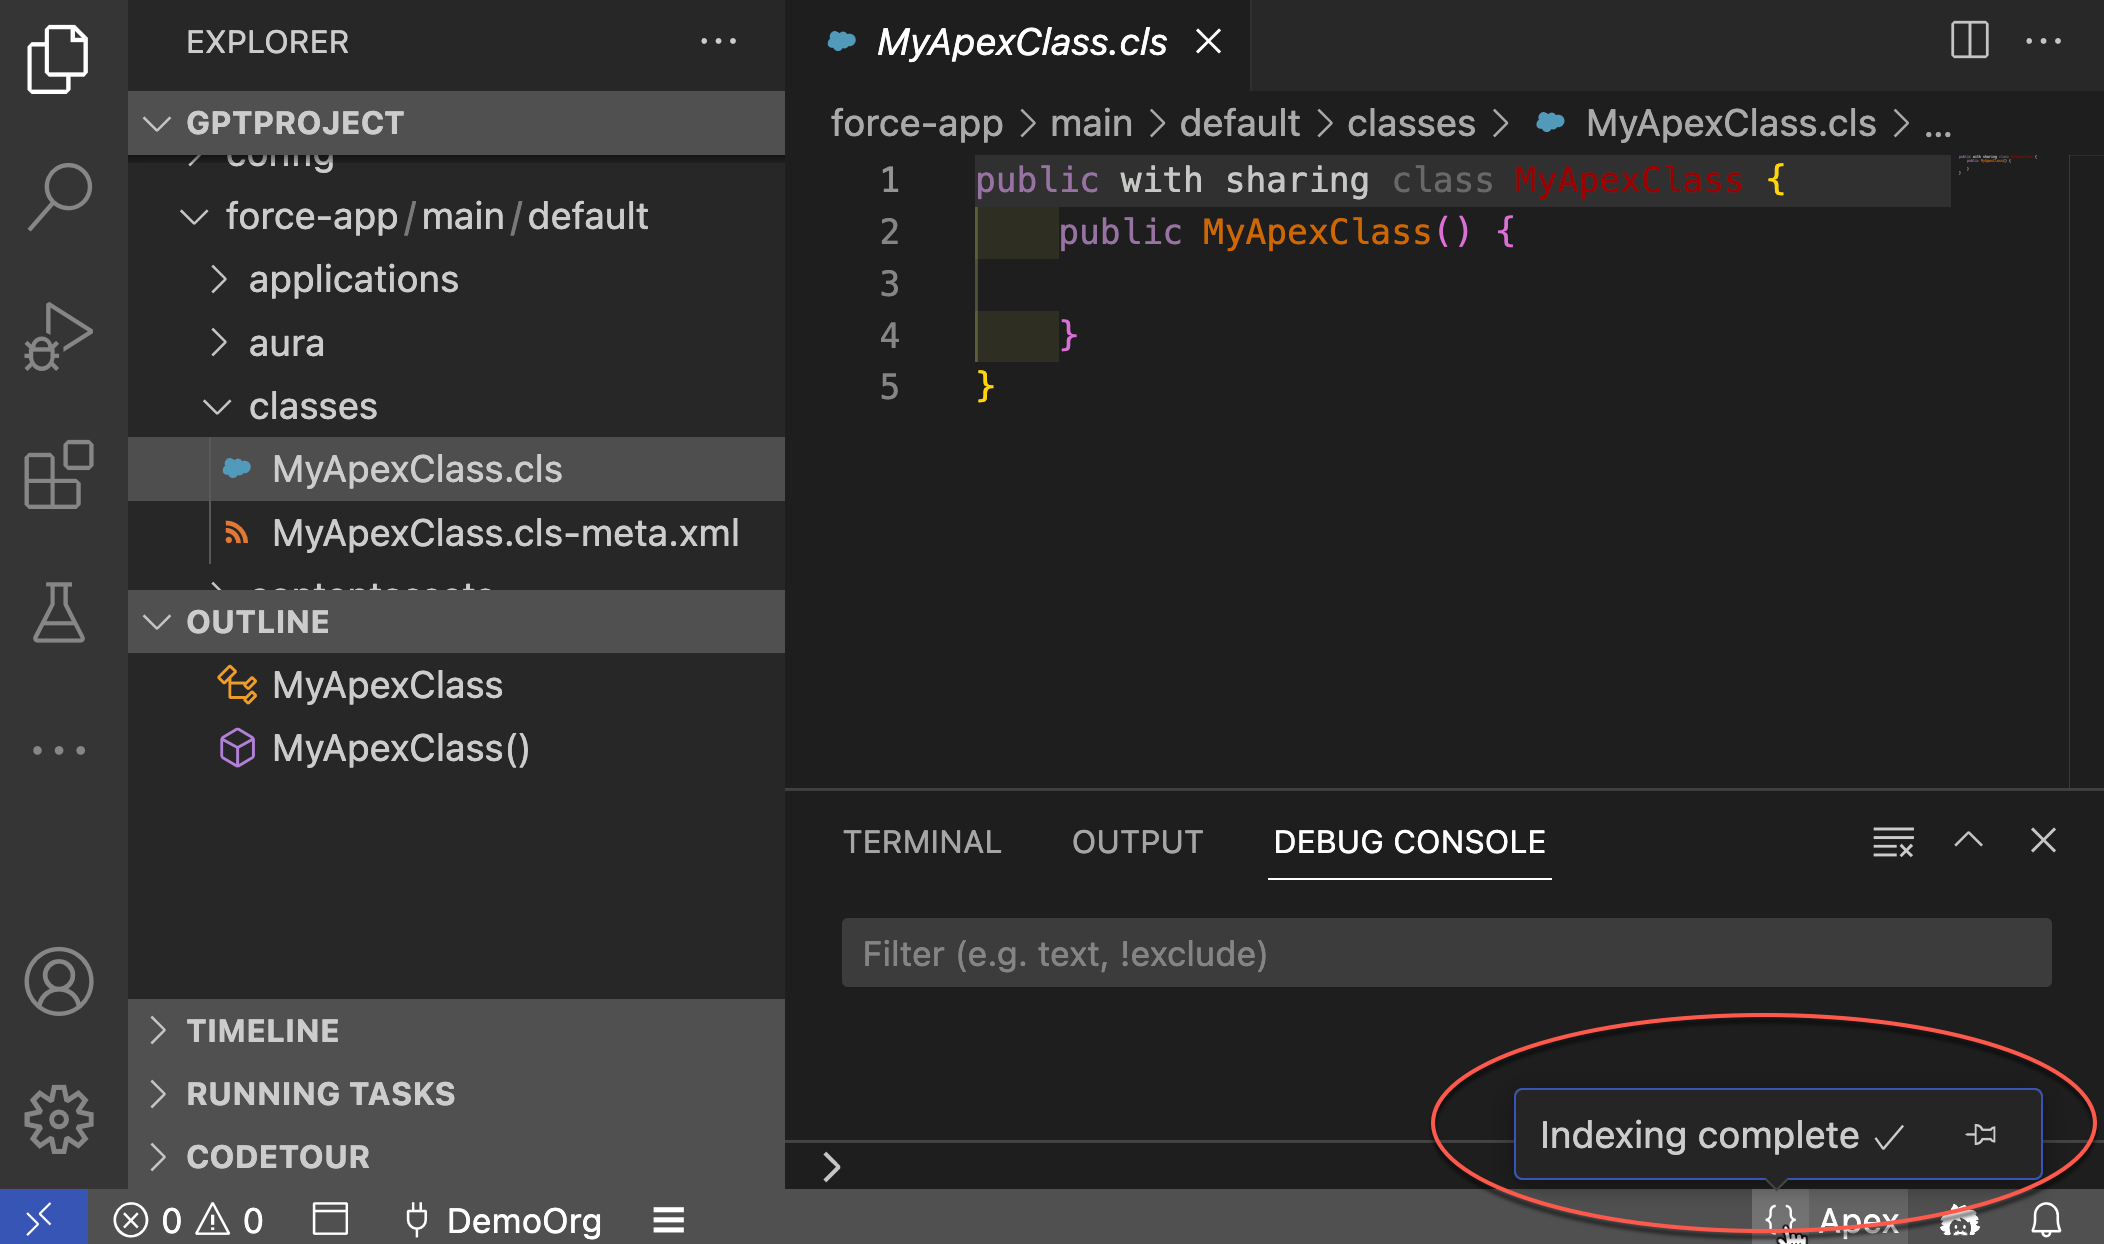 EXPLORER
GPTPROJECT
config
force-app/main/default
applications
aura
classes
MyApexClass.cls
MyApexClass.cls-meta.xml
contentassets
OUTLINE
MyApexClass
MyApexClass()
TIMELINE
RUNNING TASKS
CODETOUR
MyApexClass.cls
force-app > main > default > classes > MyApexClass.cls > ...
1 public with sharing class MyApexClass {
2 public MyApexClass() {
3
4 }
5 }
TERMINAL OUTPUT DEBUG CONSOLE
Filter (e.g. text, !exclude)
Indexing complete ✓
0 0 DemoOrg {} Apex